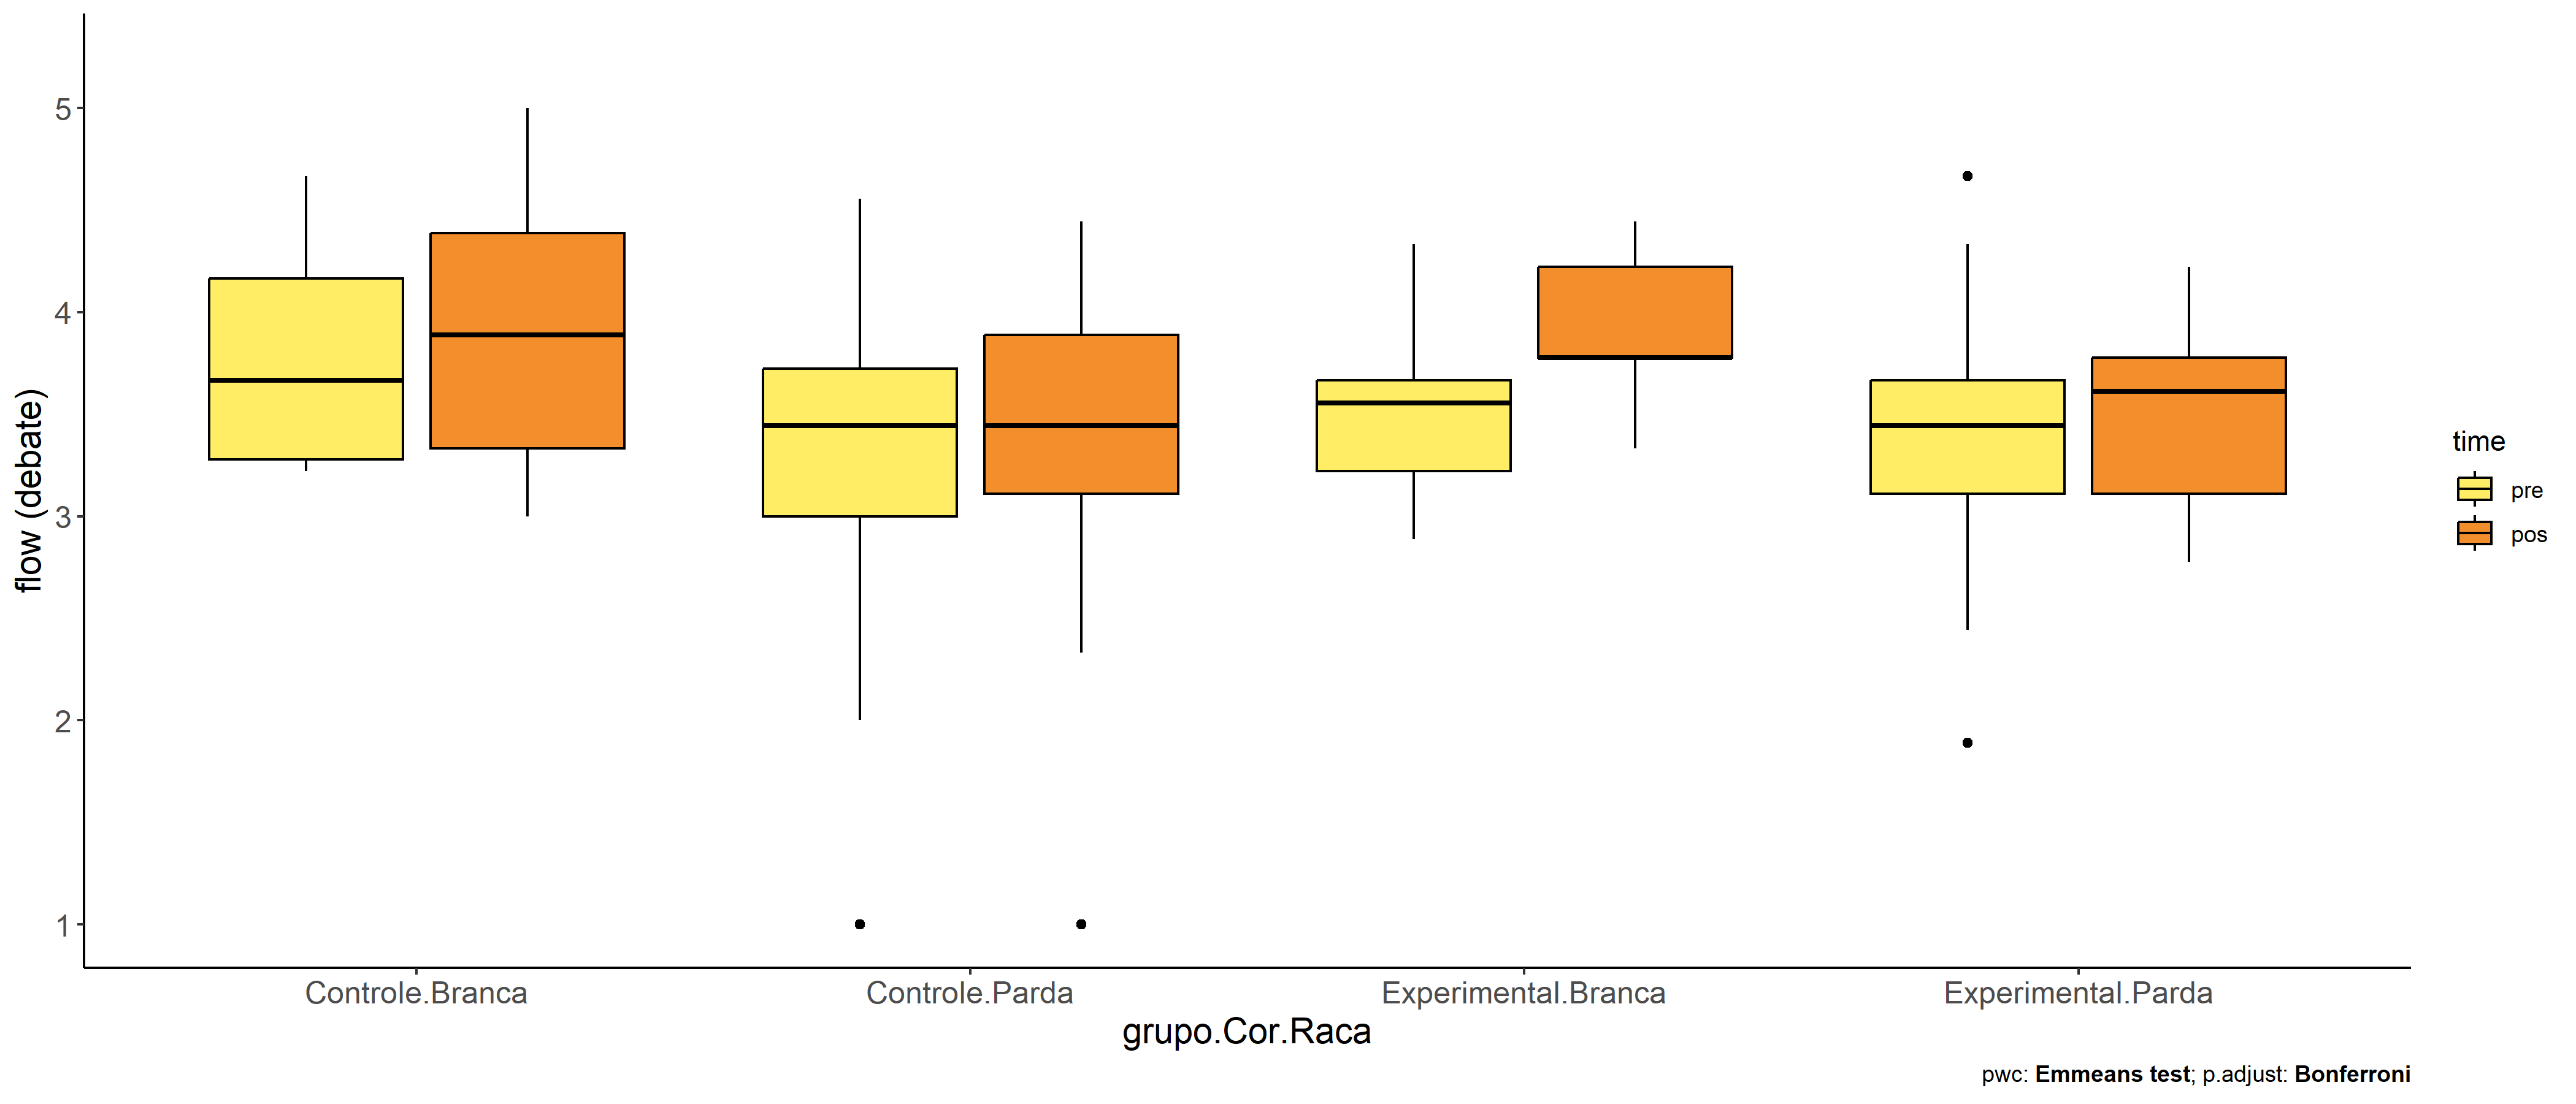 flow (debate)
5
4
3
2
1
Controle.Branca
Controle.Parda
Experimental.Branca
Experimental.Parda
grupo.Cor.Raca
time
pre
pos
pwc: Emmeans test; p.adjust: Bonferroni